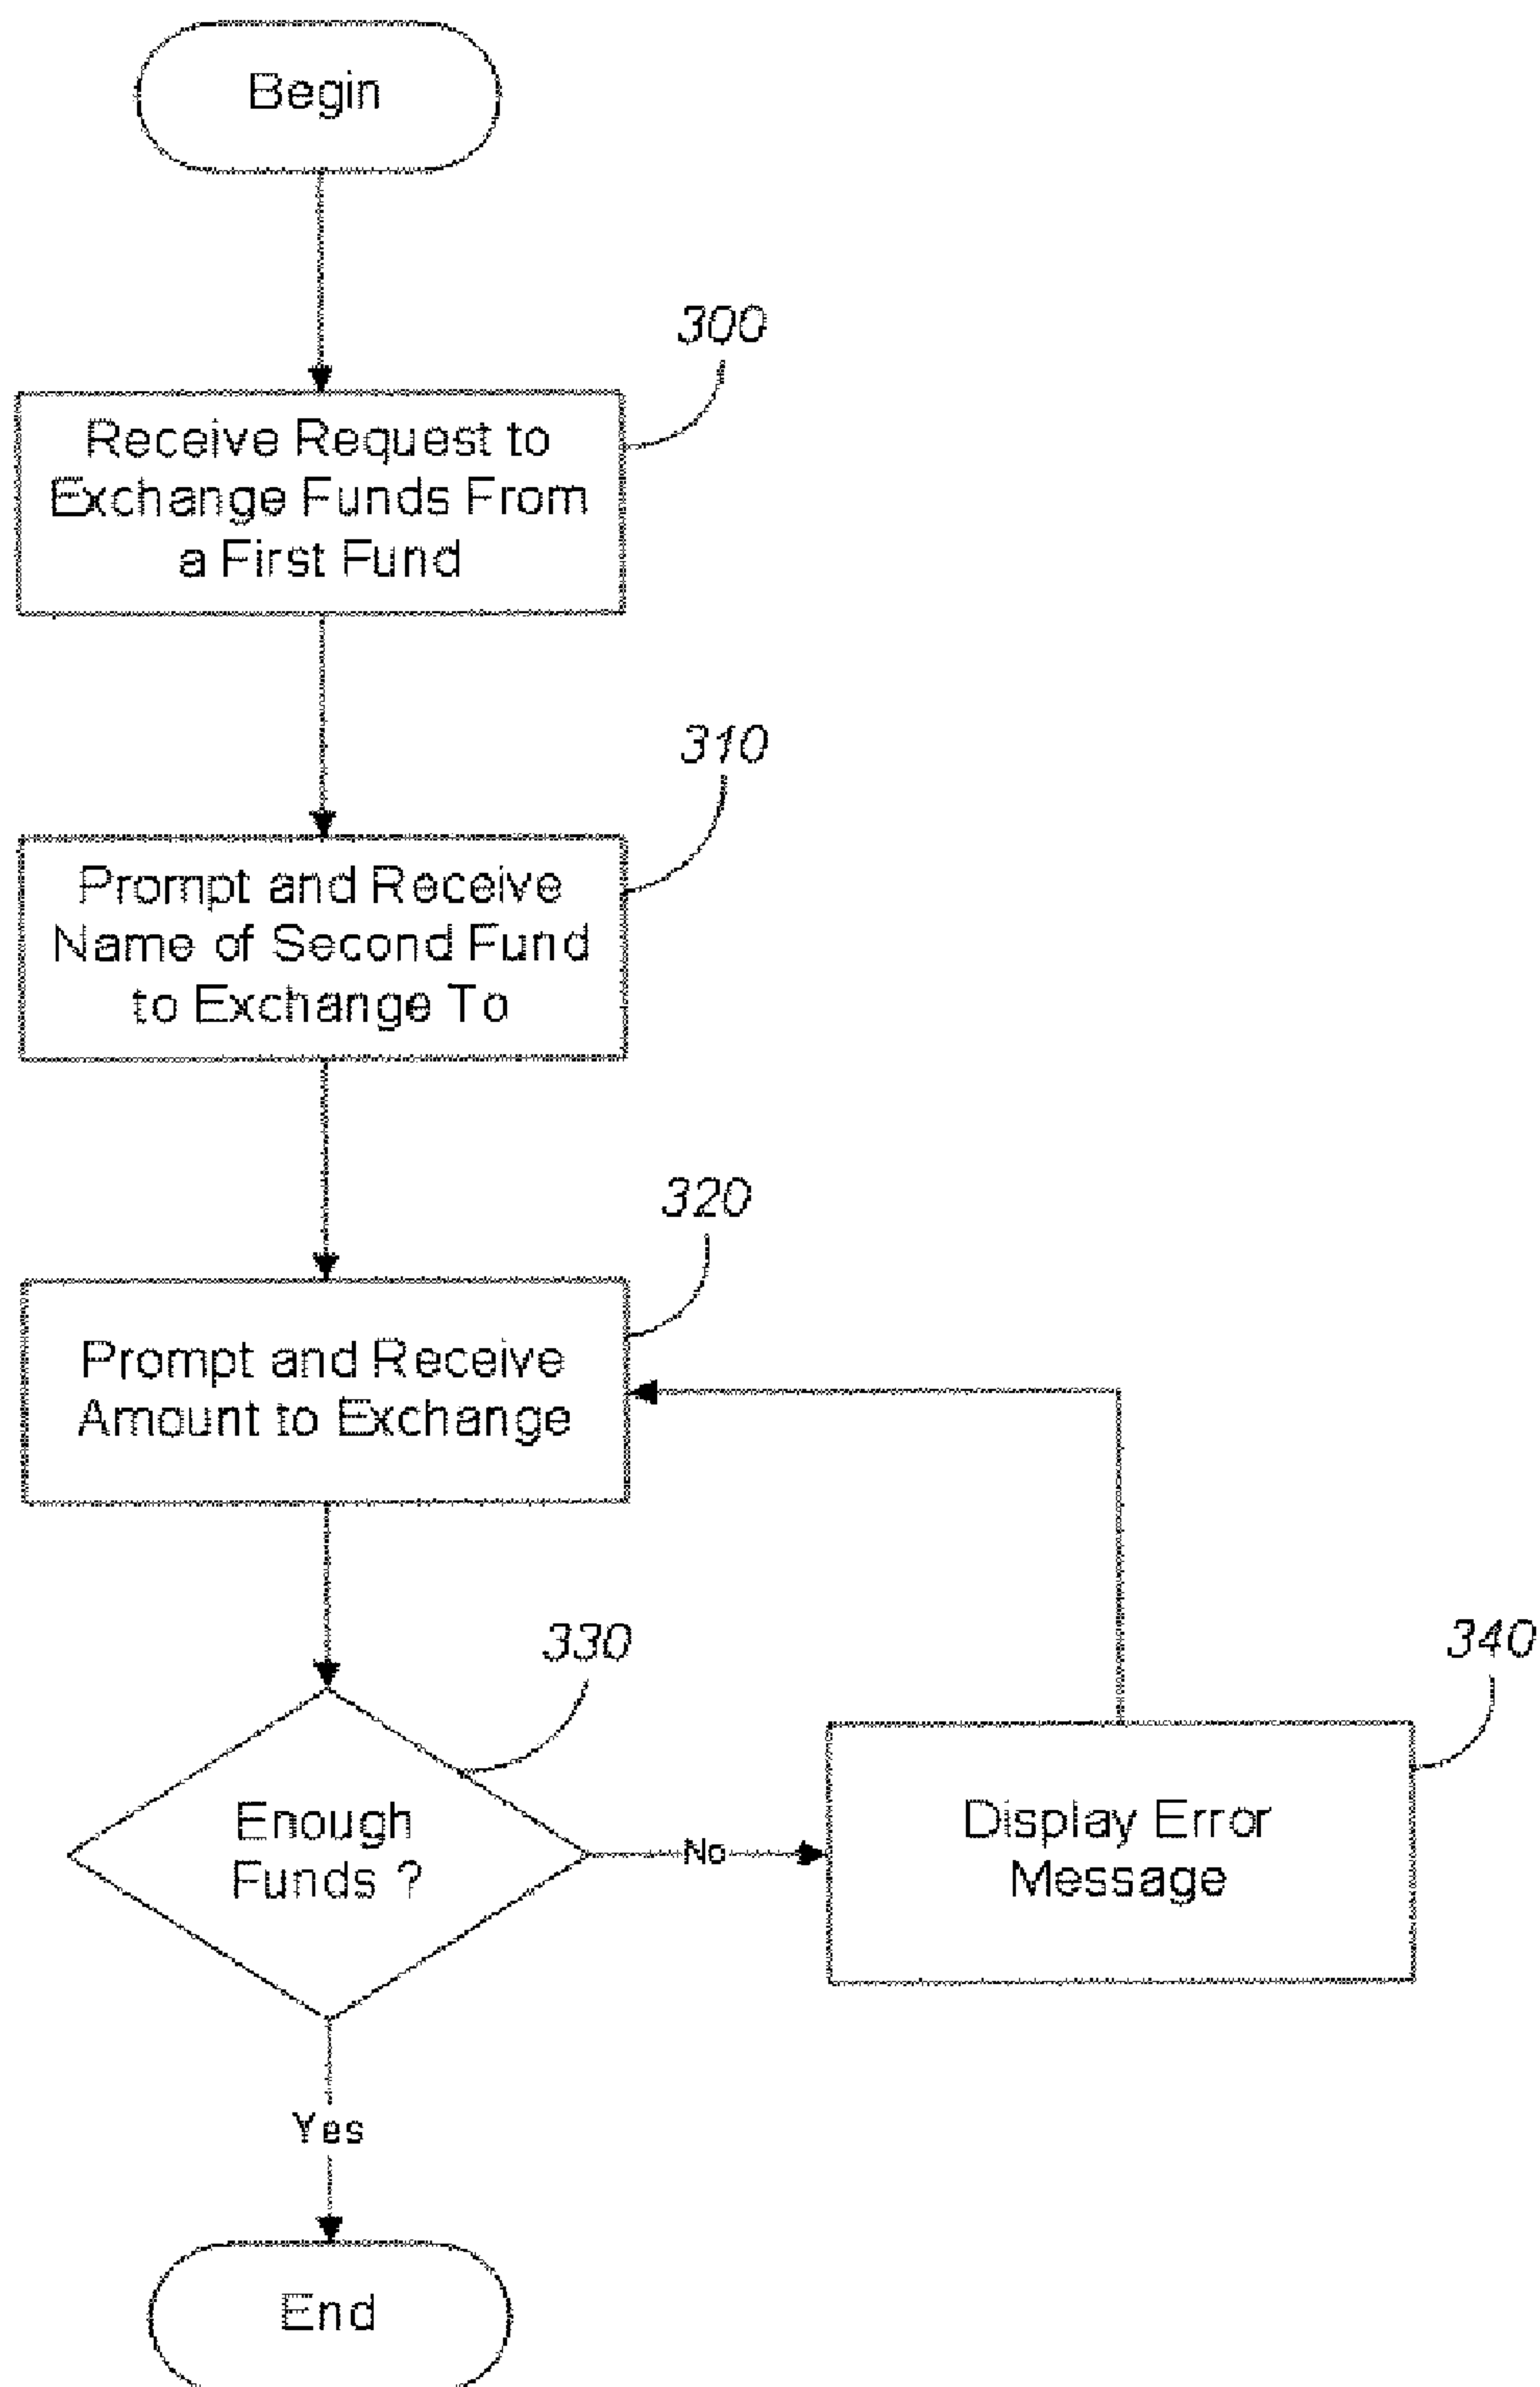 Begin
300
Receive Request to
Exchange Funds From
a First Fund
310
Prompt and Receive
Name of Second Fund
to Exchange To
320
Prompt and Receive
Amount to Exchange
330
Enough
Funds ?
No
340
Display Error
Message
Yes
End